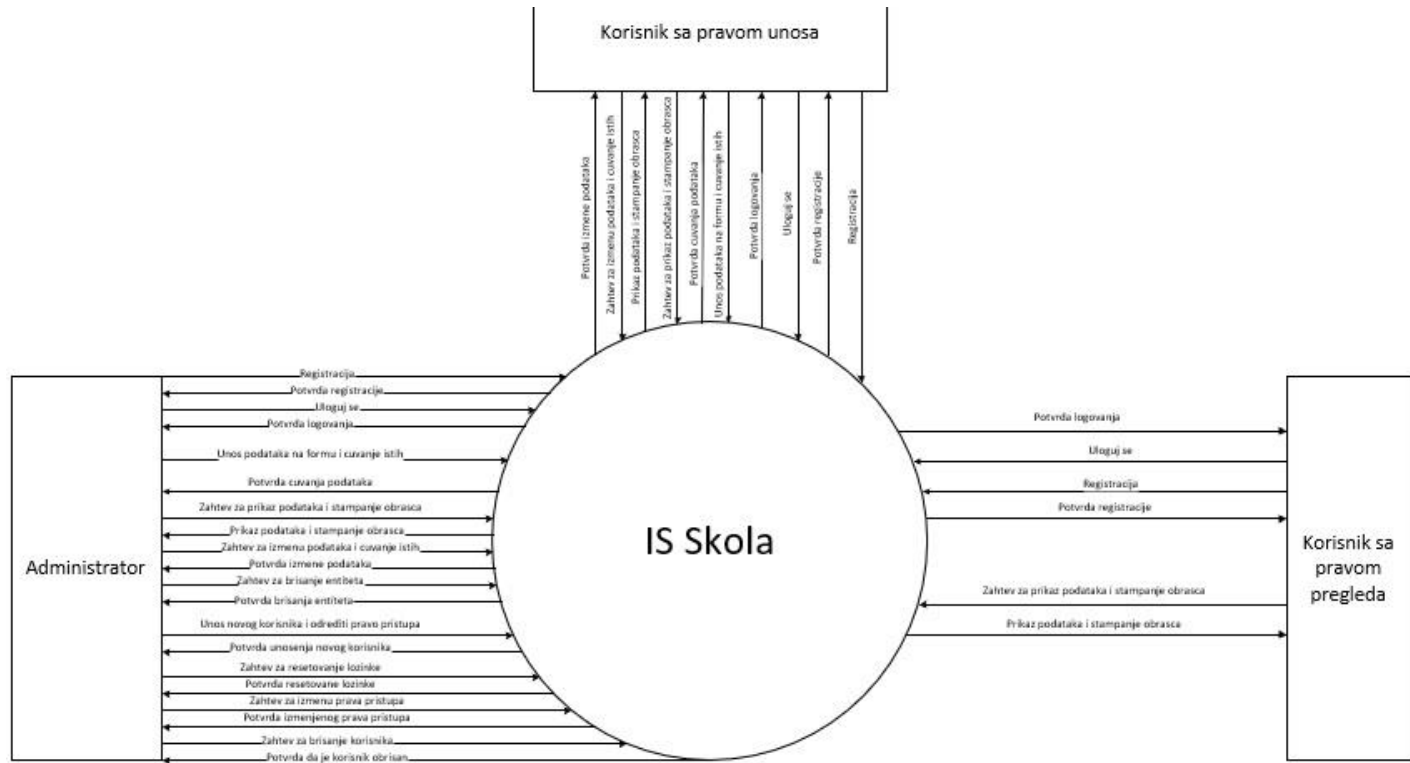 Korisnik sa pravom unosa
Potvrda izmene podataka
Zahtev za izmenu podataka i cuvanje istih
Prikaz podataka i stampanje obrasca
Zahtev za prikaz podataka i stampanje obrasca
Potvrda cuvanja podataka
Unos podataka na formu i cuvanje istih
Potvrda logovanja
Uloguj se
Potvrda registracije
Registracija
Administrator
Registracija
Potvrda registracije
Uloguj se
Potvrda logovanja
Unos podataka na formu i cuvanje istih
Potvrda cuvanja podataka
Zahtev za prikaz podataka i stampanje obrasca
Prikaz podataka i stampanje obrasca
Zahtev za izmenu podataka i cuvanje istih
Potvrda izmene podataka
Zahtev za brisanje entiteta
Potvrda brisanja entiteta
Unos novog korisnika i odrediti pravo pristupa
Potvrda unosenja novog korisnika
Zahtev za resetovanje lozinke
Potvrda resetovane lozinke
Zahtev za izmenu prava pristupa
Potvrda izmenjenog prava pristupa
Zahtev za brisanje korisnika
Potvrda da je korisnik obrisan
IS Skola
Potvrda logovanja
Uloguj se
Registracija
Potvrda registracije
Zahtev za prikaz podataka i stampanje obrasca
Prikaz podataka i stampanje obrasca
Korisnik sa
pravom
pregleda